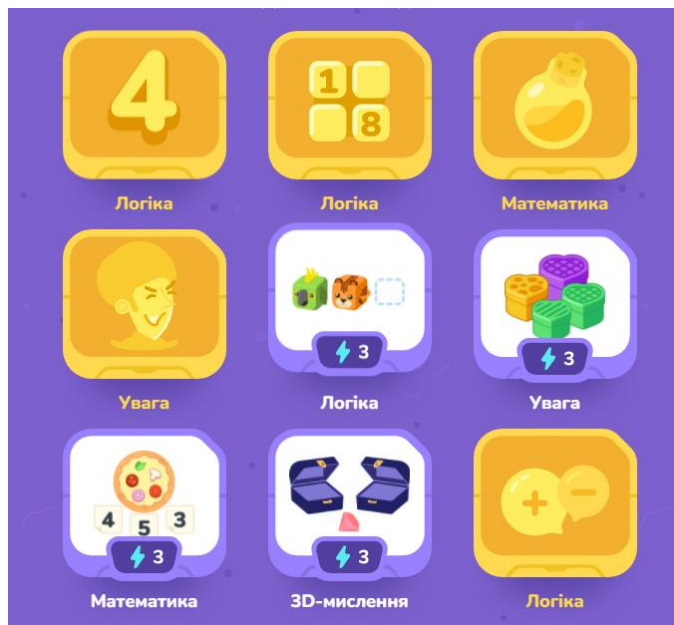 4
1
8
Логіка
Логіка
Математика
3
3
Увага
Логіка
Увага
4 5 3
3
3
+ −
Математика
3D-мислення
Логіка